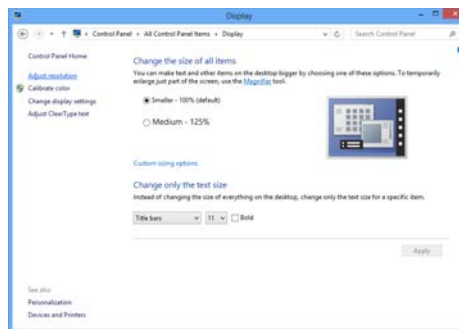 Display
Control Panel › All Control Panel Items › Display
Search Control Panel
Control Panel Home
Adjust resolution
Calibrate color
Change display settings
Adjust ClearType text
Change the size of all items
You can make text and other items on the desktop bigger by choosing one of these options. To temporarily
enlarge just part of the screen, use the Magnifier tool.
Smaller - 100% (default)
Medium - 125%
Custom sizing options
Change only the text size
Instead of changing the size of everything on the desktop, change only the text size for a specific item.
Title bars 11 Bold
Apply
See also
Personalization
Devices and Printers